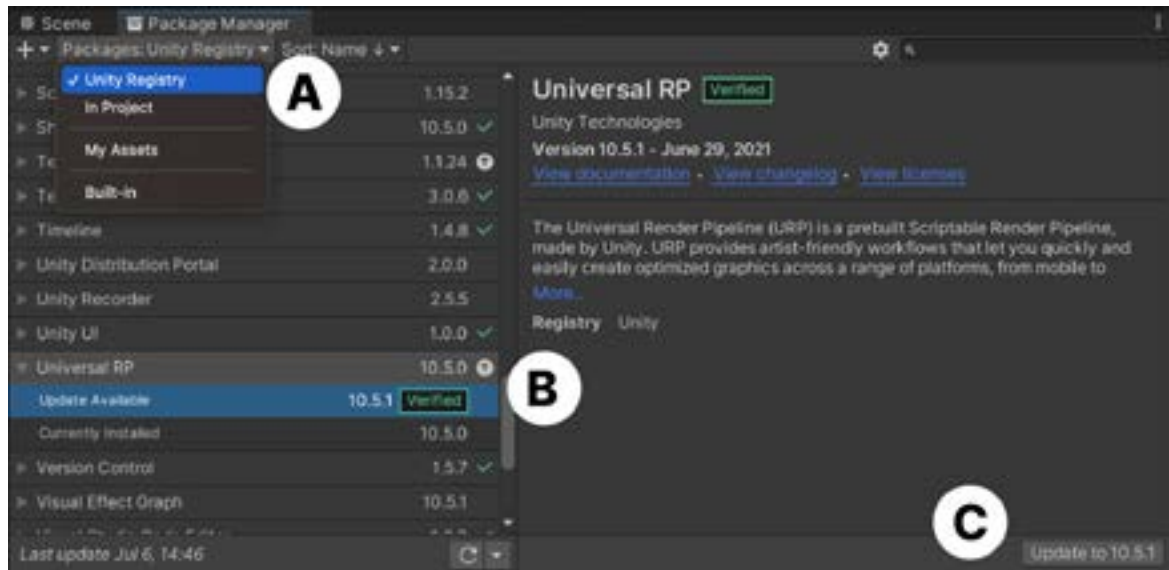 Scene Package Manager
Packages: Unity Registry Sort: Name ↓
✓ Unity Registry
In Project
My Assets
Built-in
A
Sc 1.15.2
Sh 10.5.0 ✓
Te 1.1.24
Te 3.0.6 ✓
Timeline 1.4.8 ✓
Unity Distribution Portal 2.0.0
Unity Recorder 2.5.5
Unity UI 1.0.0 ✓
Universal RP 10.5.0
Update Available 10.5.1 Verified
Currently Installed 10.5.0
Version Control 1.5.7 ✓
Visual Effect Graph 10.5.1
Last update Jul 6, 14:46
B
Universal RP Verified
Unity Technologies
Version 10.5.1 - June 29, 2021
View documentation • View changelog • View licenses
The Universal Render Pipeline (URP) is a prebuilt Scriptable Render Pipeline,
made by Unity. URP provides artist-friendly workflows that let you quickly and
easily create optimized graphics across a range of platforms, from mobile to
More...
Registry Unity
C
Update to 10.5.1